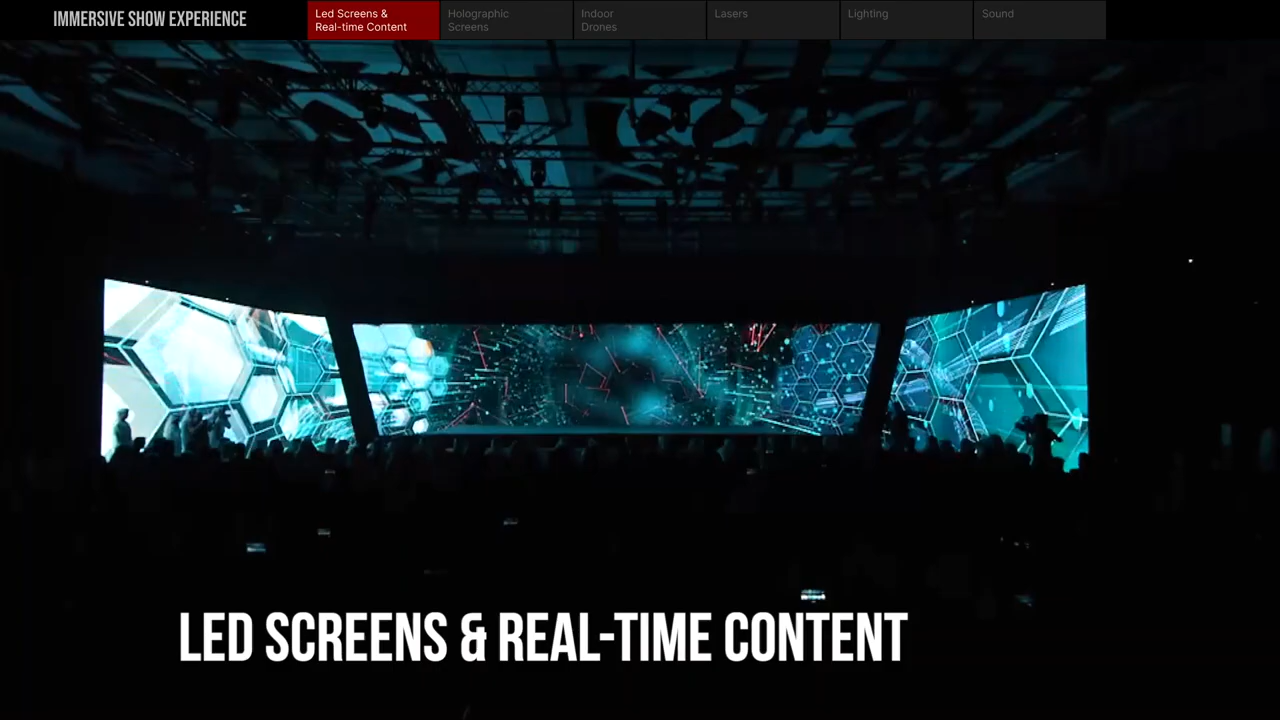 IMMERSIVE SHOW EXPERIENCE
Led Screens &
Real-time Content
Holographic
Screens
Indoor
Drones
Lasers
Lighting
Sound
LED SCREENS & REAL-TIME CONTENT